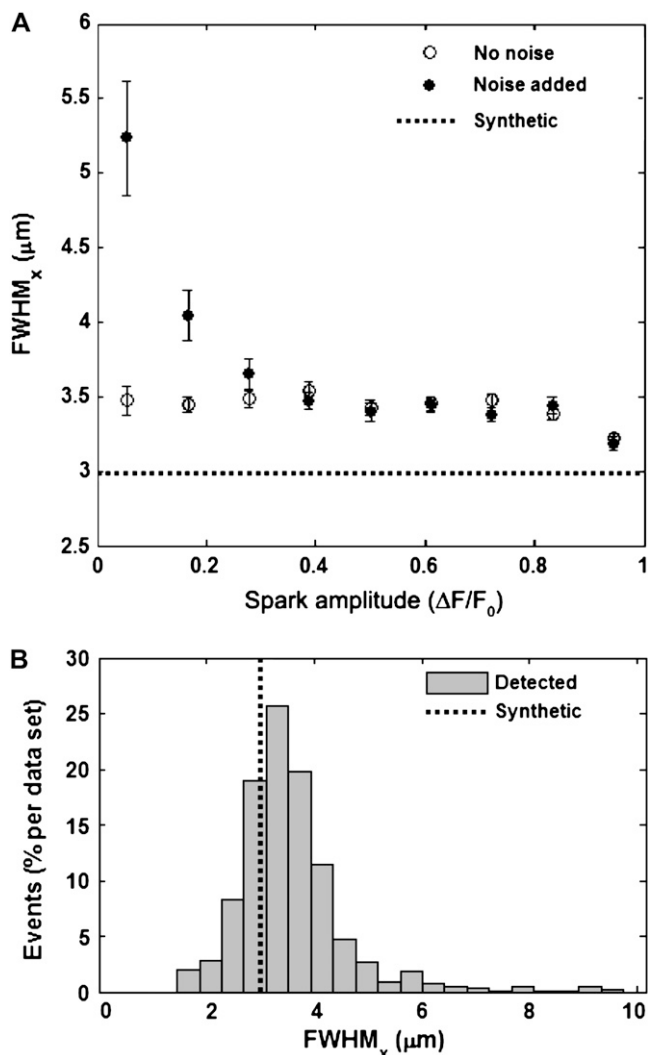 A
6
5.5
5
4.5
4
3.5
3
2.5
FWHMx (μm)
No noise
Noise added
Synthetic
0 0.2 0.4 0.6 0.8 1
Spark amplitude (ΔF/F0)
B
30
25
20
15
10
5
0
Events (% per data set)
Detected
Synthetic
0 2 4 6 8 10
FWHMx (μm)